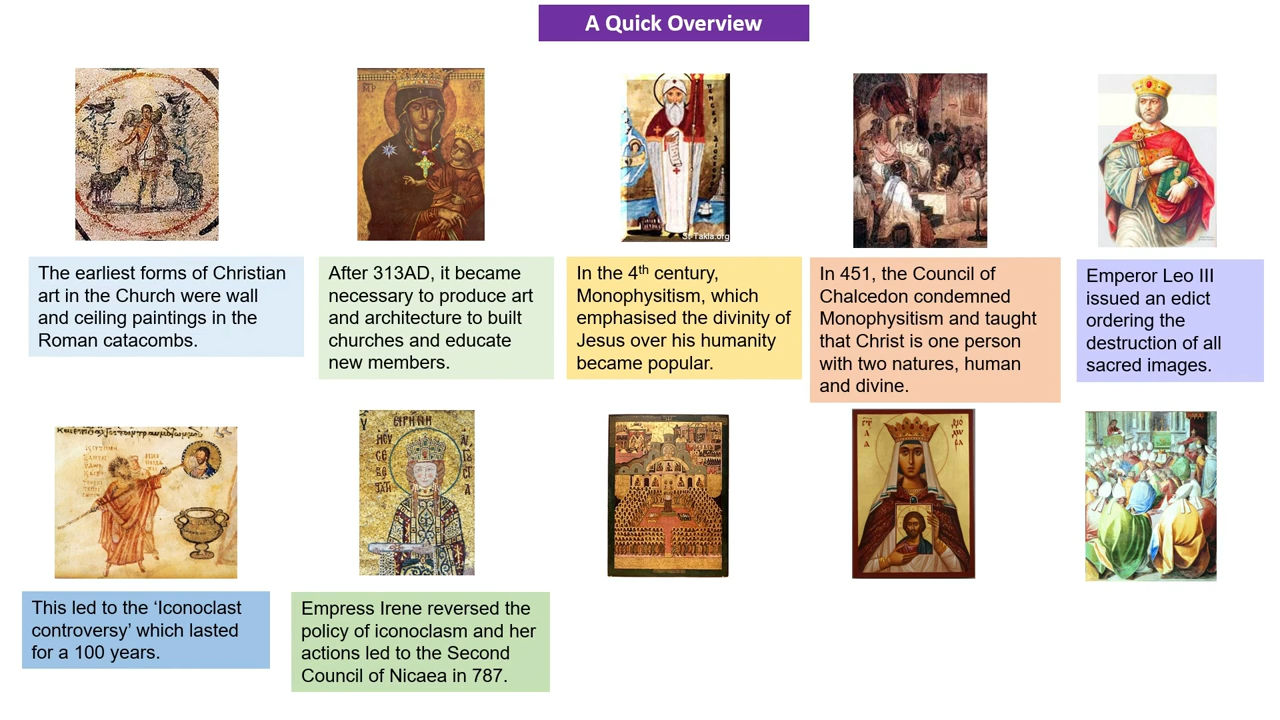 A Quick Overview
St-Takla.org
The earliest forms of Christian
art in the Church were wall
and ceiling paintings in the
Roman catacombs.
After 313AD, it became
necessary to produce art
and architecture to built
churches and educate
new members.
In the 4th century,
Monophysitism, which
emphasised the divinity of
Jesus over his humanity
became popular.
In 451, the Council of
Chalcedon condemned
Monophysitism and taught
that Christ is one person
with two natures, human
and divine.
Emperor Leo III
issued an edict
ordering the
destruction of all
sacred images.
This led to the ‘Iconoclast
controversy’ which lasted
for a 100 years.
Empress Irene reversed the
policy of iconoclasm and her
actions led to the Second
Council of Nicaea in 787.